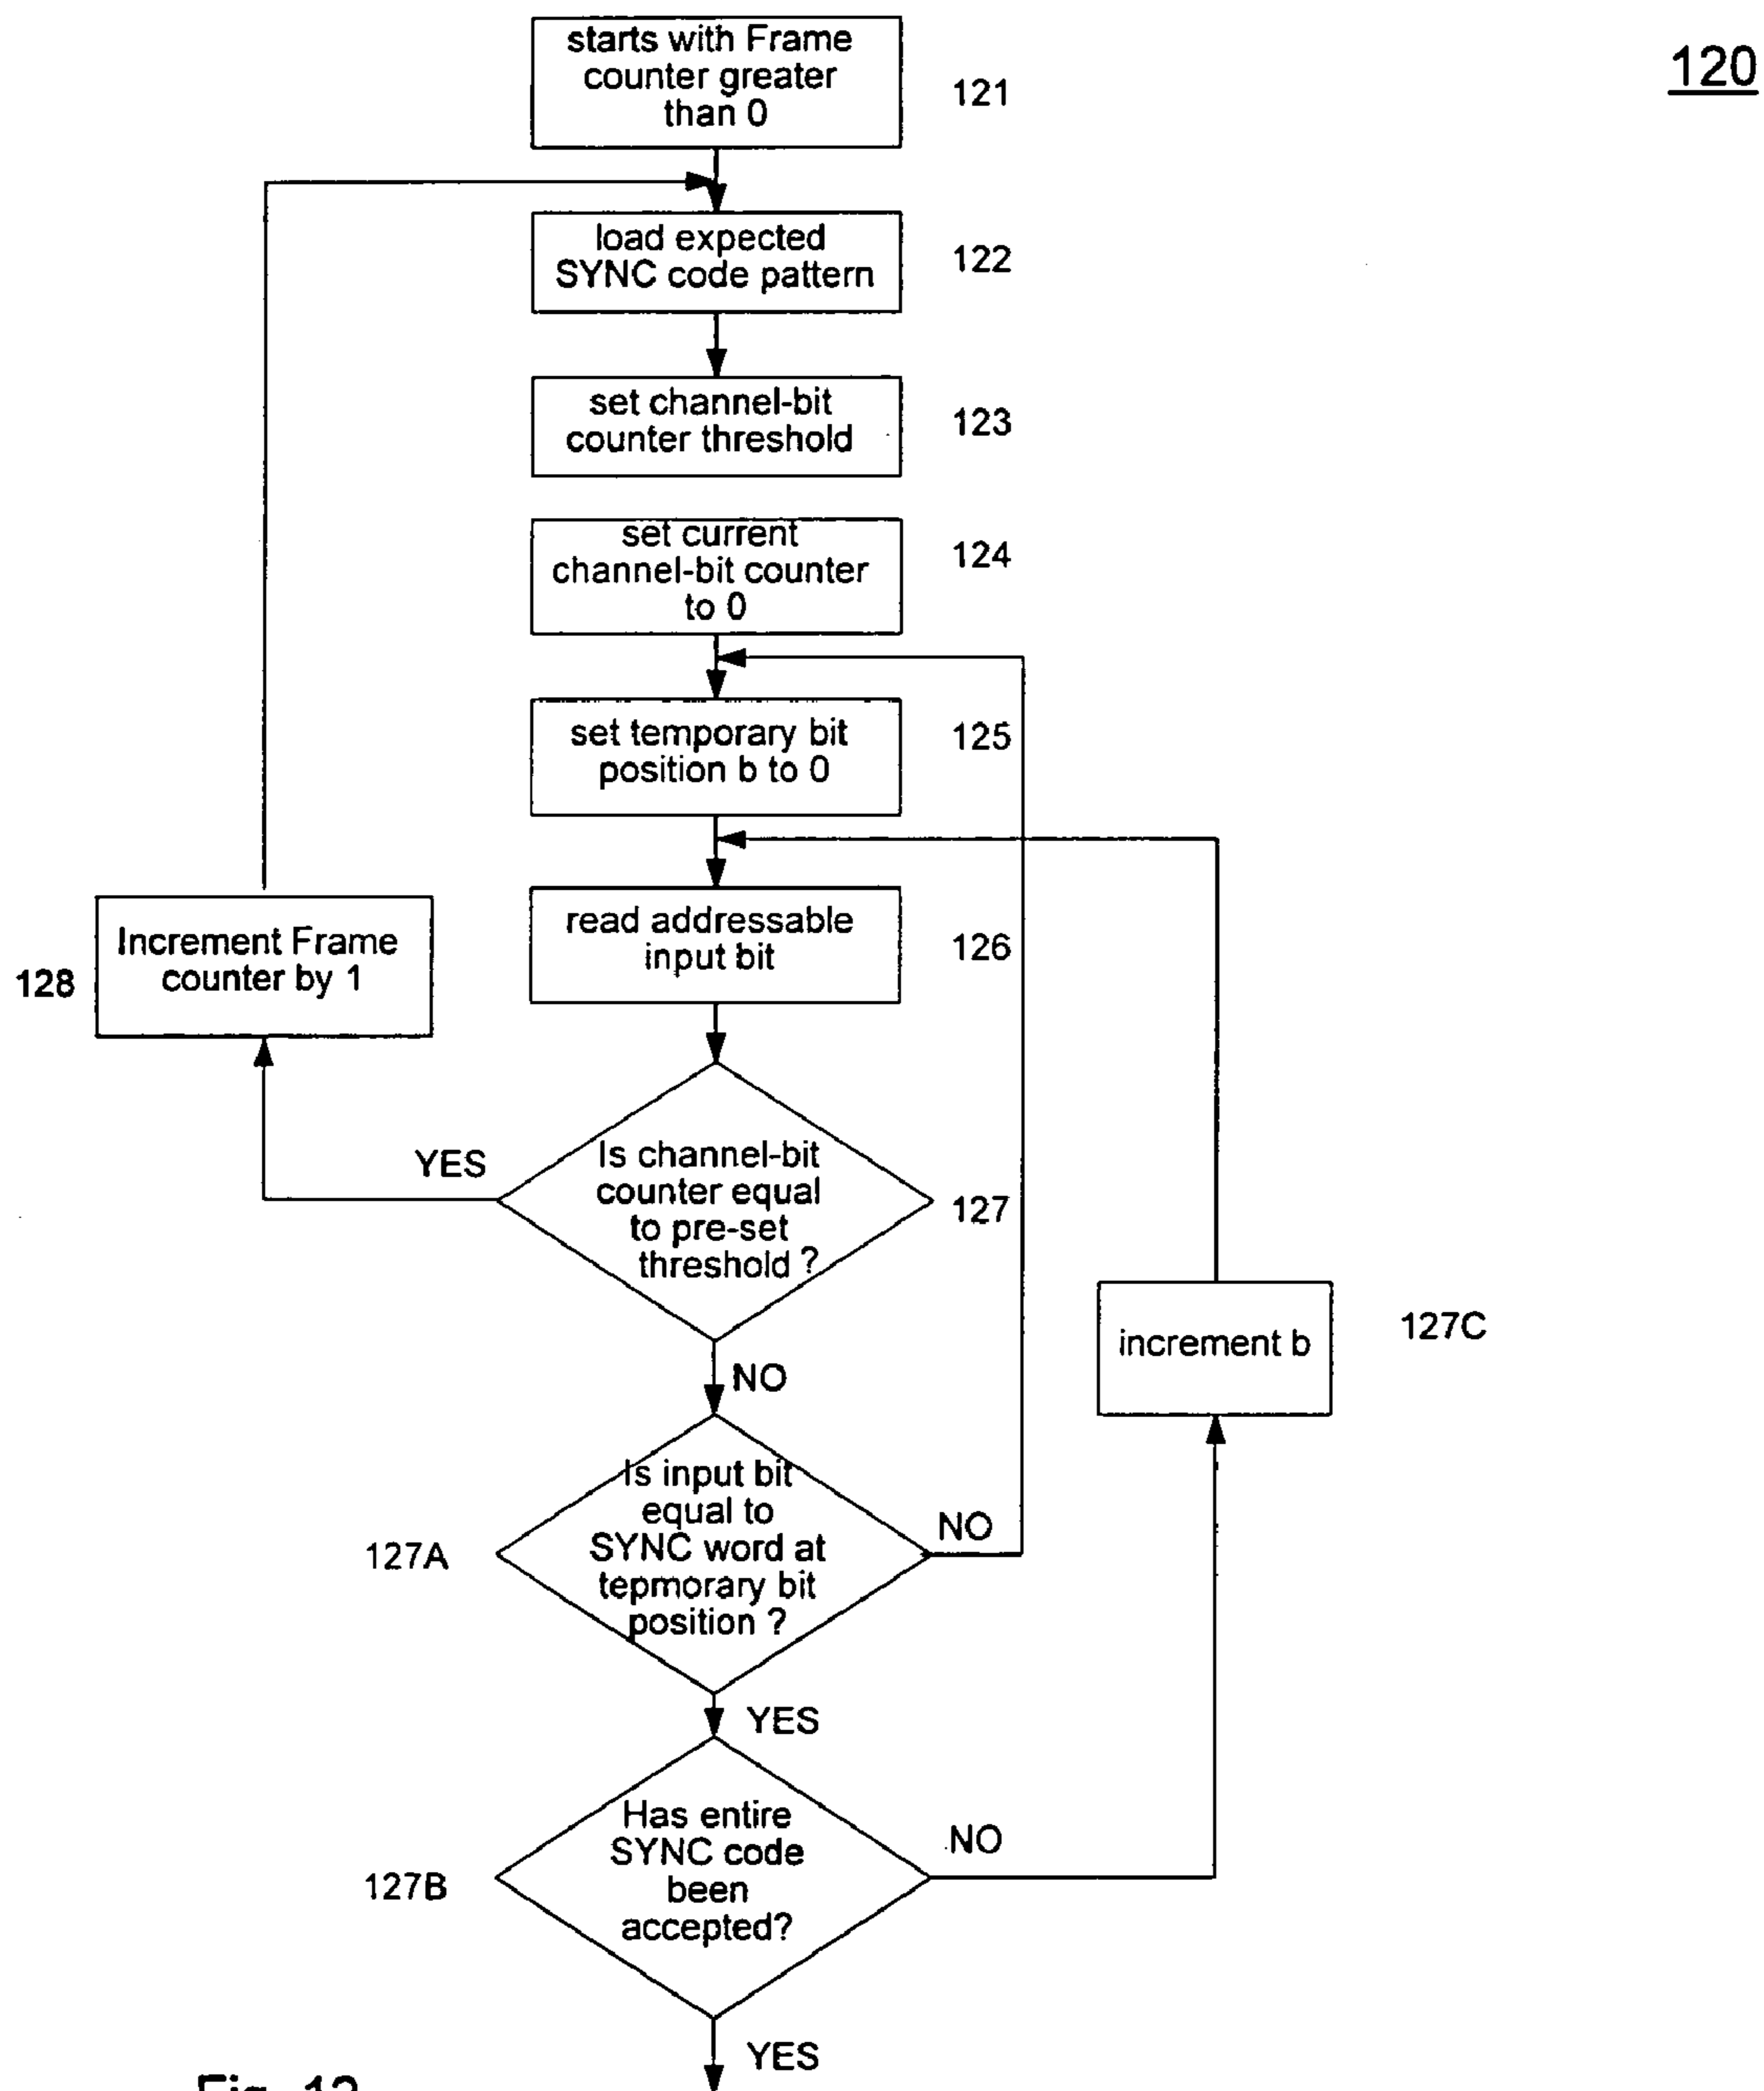 120
starts with Frame
counter greater
than 0
121
load expected
SYNC code pattern
122
set channel-bit
counter threshold
123
set current
channel-bit counter
to 0
124
set temporary bit
position b to 0
125
read addressable
input bit
126
Increment Frame
counter by 1
128
YES
Is channel-bit
counter equal
to pre-set
threshold ?
127
NO
increment b
127C
Is input bit
equal to
SYNC word at
tepmorary bit
position ?
127A
NO
YES
Has entire
SYNC code
been
accepted?
127B
NO
YES